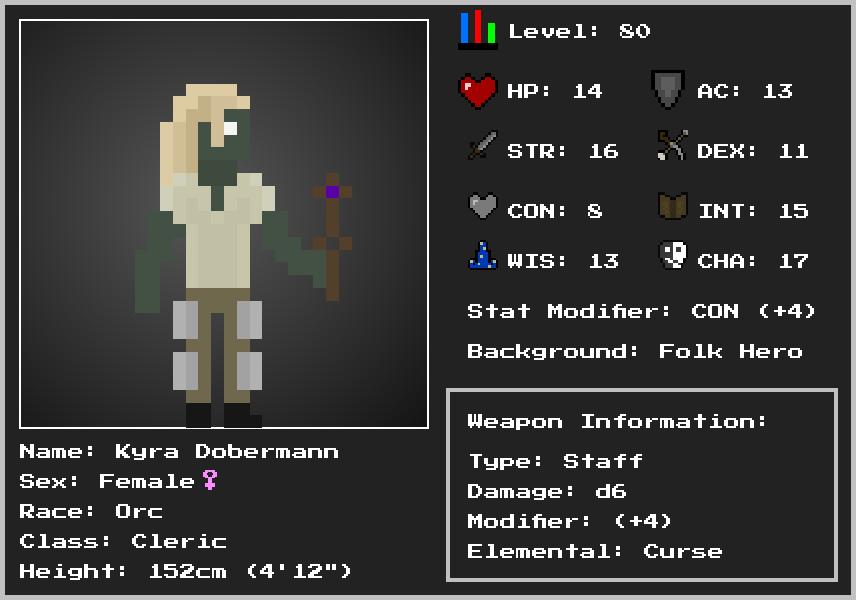 Level: 80
HP: 14 AC: 13
STR: 16 DEX: 11
CON: 8 INT: 15
WIS: 13 CHA: 17
Stat Modifier: CON (+4)
Background: Folk Hero
Weapon Information:
Type: Staff
Damage: d6
Modifier: (+4)
Elemental: Curse
Name: Kyra Dobermann
Sex: Female♀
Race: Orc
Class: Cleric
Height: 152cm (4'12")